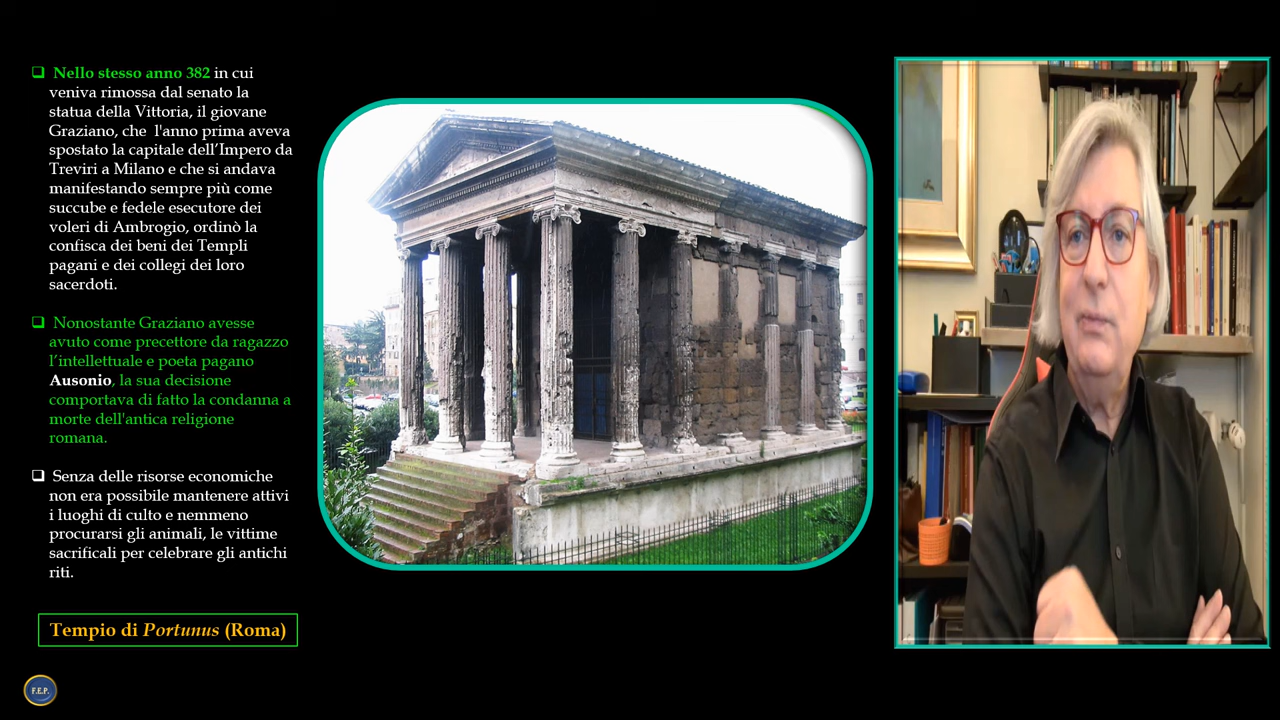 ❑ Nello stesso anno 382 in cui
veniva rimossa dal senato la
statua della Vittoria, il giovane
Graziano, che l'anno prima aveva
spostato la capitale dell’Impero da
Treviri a Milano e che si andava
manifestando sempre più come
succube e fedele esecutore dei
voleri di Ambrogio, ordinò la
confisca dei beni dei Templi
pagani e dei collegi dei loro
sacerdoti.
❑ Nonostante Graziano avesse
avuto come precettore da ragazzo
l’intellettuale e poeta pagano
Ausonio, la sua decisione
comportava di fatto la condanna a
morte dell'antica religione
romana.
❑ Senza delle risorse economiche
non era possibile mantenere attivi
i luoghi di culto e nemmeno
procurarsi gli animali, le vittime
sacrificali per celebrare gli antichi
riti.
Tempio di Portunus (Roma)
F.E.P.